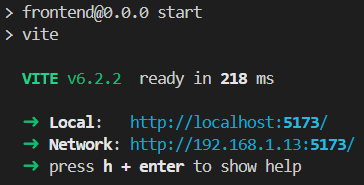 > frontend@0.0.0 start
> vite
VITE v6.2.2 ready in 218 ms
➜ Local: http://localhost:5173/
➜ Network: http://192.168.1.13:5173/
➜ press h + enter to show help